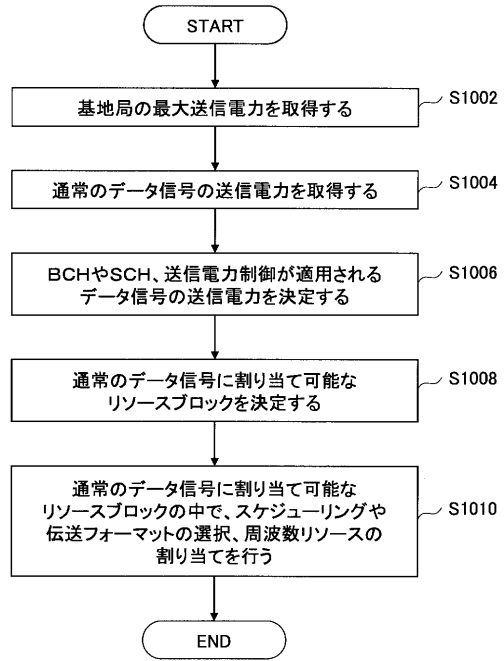 START
基地局の最大送信電力を取得する
S1002
通常のデータ信号の送信電力を取得する
S1004
BCHやSCH、送信電力制御が適用される
データ信号の送信電力を決定する
S1006
通常のデータ信号に割り当て可能な
リソースブロックを決定する
S1008
通常のデータ信号に割り当て可能な
リソースブロックの中で、スケジューリングや
伝送フォーマットの選択、周波数リソースの
割り当てを行う
S1010
END